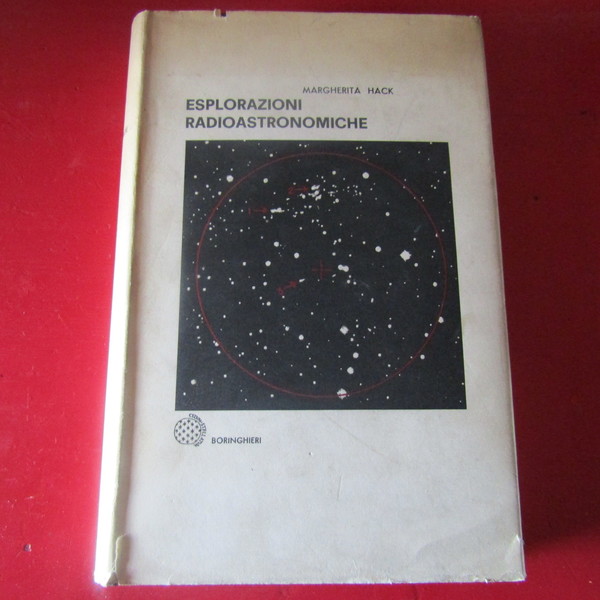 MARGHERITA HACK
ESPLORAZIONI
RADIOASTRONOMICHE
BORINGHIERI